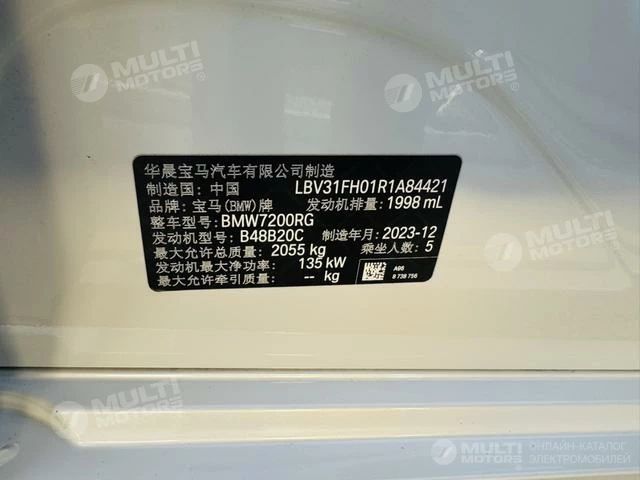 MULTI
MOTORS
MULTI
MOTORS
华晨宝马汽车有限公司制造
制造国: 中国 LBV31FH01R1A84421
品牌: 宝马(BMW)牌 发动机排量: 1998 mL
整车型号: BMW7200RG
发动机型号: B48B20C 制造年月: 2023-12
最大允许总质量: 2055 kg 乘坐人数: 5
发动机最大净功率: 135 kW
最大允许牵引质量: -- kg
A96
8 738 756
MULTI
MOTORS
MULTI
MOTORS
MULTI
MOTORS
ОНЛАЙН-КАТАЛОГ
ЭЛЕКТРОМОБИЛЕЙ